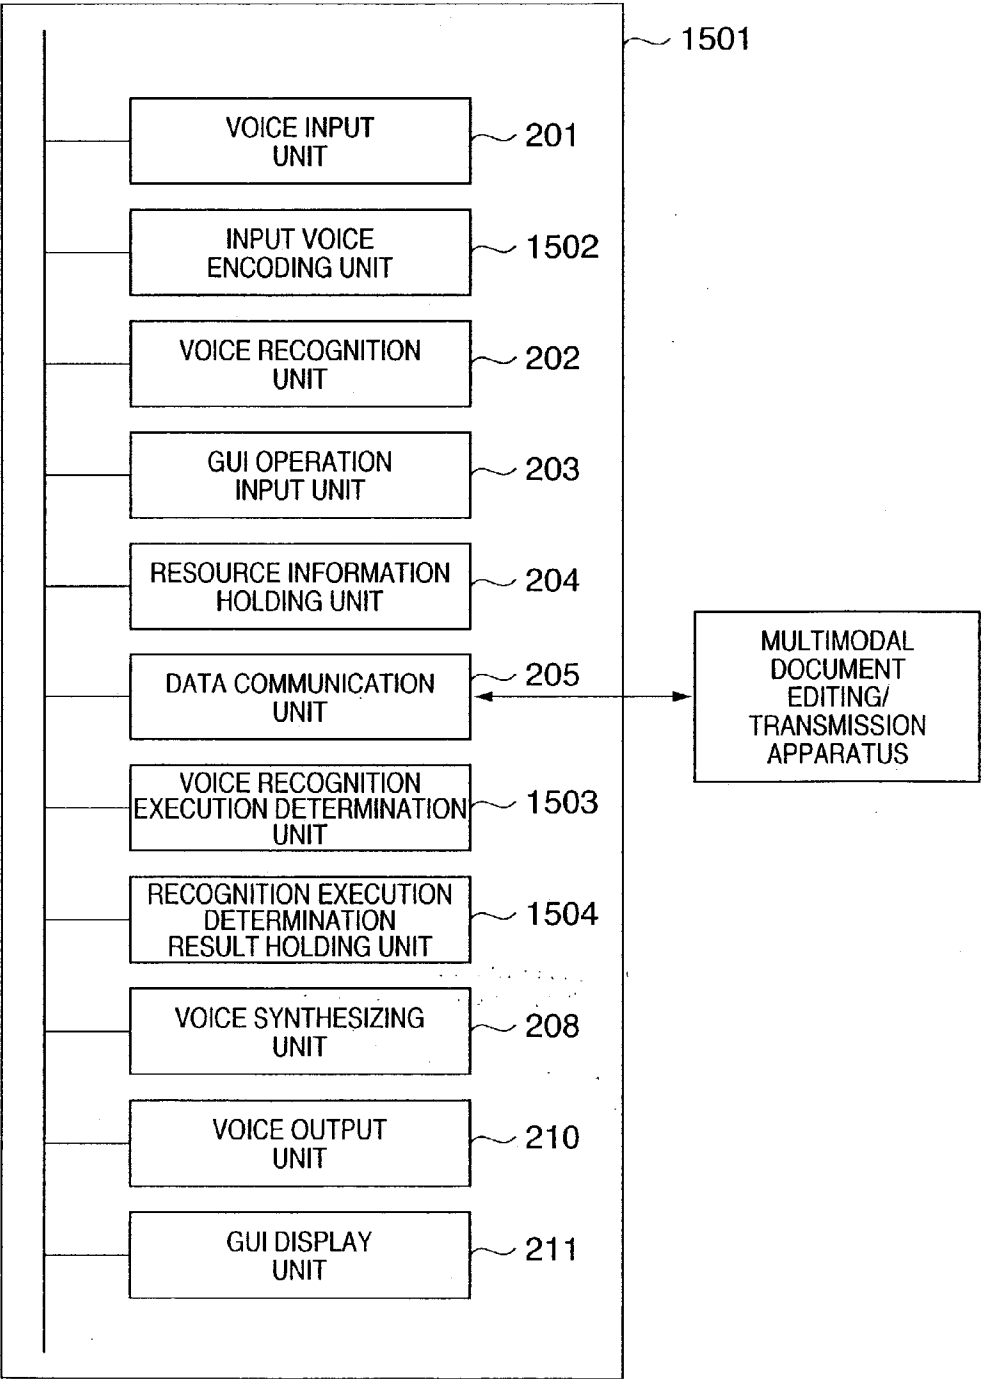 1501
VOICE INPUT
UNIT
201
INPUT VOICE
ENCODING UNIT
1502
VOICE RECOGNITION
UNIT
202
GUI OPERATION
INPUT UNIT
203
RESOURCE INFORMATION
HOLDING UNIT
204
DATA COMMUNICATION
UNIT
205
MULTIMODAL
DOCUMENT
EDITING/
TRANSMISSION
APPARATUS
VOICE RECOGNITION
EXECUTION DETERMINATION
UNIT
1503
RECOGNITION EXECUTION
DETERMINATION
RESULT HOLDING UNIT
1504
VOICE SYNTHESIZING
UNIT
208
VOICE OUTPUT
UNIT
210
GUI DISPLAY
UNIT
211